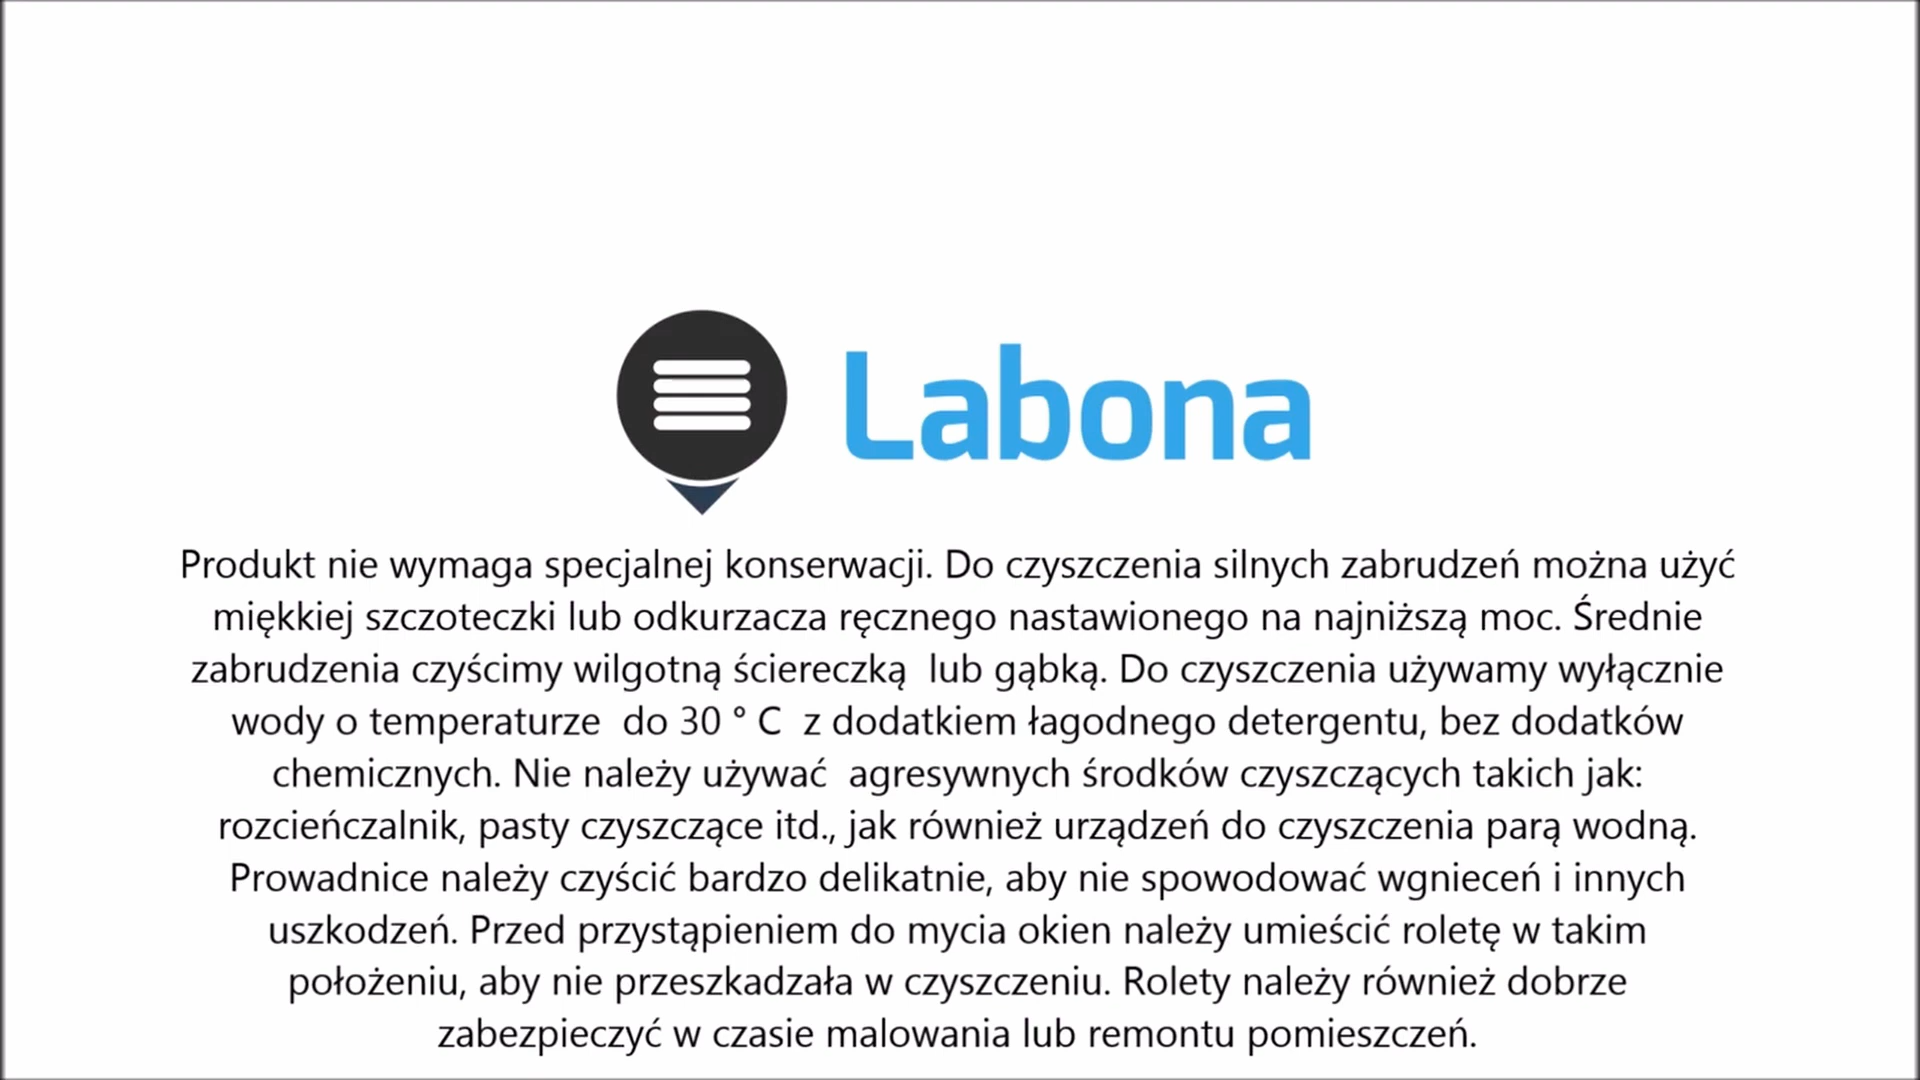 Labona
Produkt nie wymaga specjalnej konserwacji. Do czyszczenia silnych zabrudzeń można użyć
miękkiej szczoteczki lub odkurzacza ręcznego nastawionego na najniższą moc. Średnie
zabrudzenia czyścimy wilgotną ściereczką  lub gąbką. Do czyszczenia używamy wyłącznie
wody o temperaturze  do 30 ° C  z dodatkiem łagodnego detergentu, bez dodatków
chemicznych. Nie należy używać  agresywnych środków czyszczących takich jak:
rozcieńczalnik, pasty czyszczące itd., jak również urządzeń do czyszczenia parą wodną.
Prowadnice należy czyścić bardzo delikatnie, aby nie spowodować wgnieceń i innych
uszkodzeń. Przed przystąpieniem do mycia okien należy umieścić roletę w takim
położeniu, aby nie przeszkadzała w czyszczeniu. Rolety należy również dobrze
zabezpieczyć w czasie malowania lub remontu pomieszczeń.